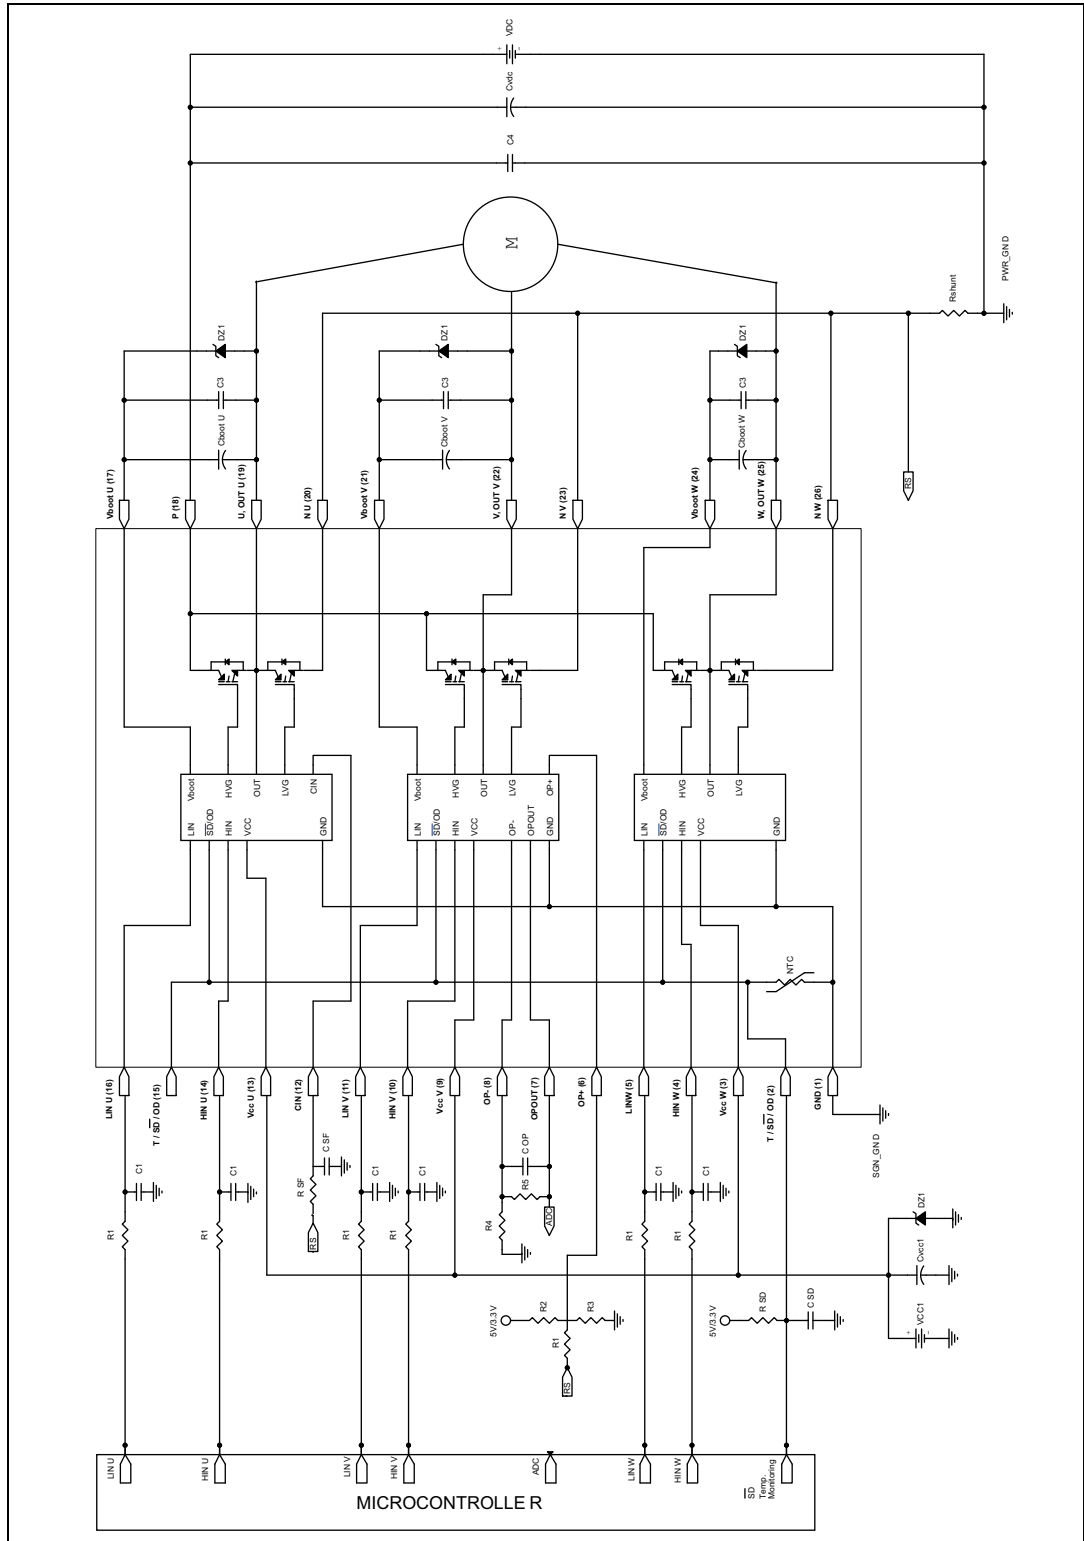 VDC
+
-
Cvdc
C4
M
PWR_GND
Rshunt
DZ1
C3
Cboot U
DZ1
C3
Cboot V
DZ1
C3
Cboot W
RS
Vboot U (17)
P (18)
U, OUT U (19)
N U (20)
Vboot V (21)
V, OUT V (22)
N V (23)
Vboot W (24)
W, OUT W (25)
N W (26)
Vboot
HVG
OUT
LVG
CIN
LIN
SD/OD
HIN
VCC
GND
Vboot
HVG
OUT
LVG
OP+
LIN
SD/OD
HIN
VCC
OP-
OPOUT
GND
Vboot
HVG
OUT
LVG
LIN
SD/OD
HIN
VCC
GND
NTC
LIN U (16)
T / SD / OD (15)
HIN U (14)
Vcc U (13)
CIN (12)
LIN V (11)
HIN V (10)
Vcc V (9)
OP- (8)
OPOUT (7)
OP+ (6)
LINW (5)
HIN W (4)
Vcc W (3)
T / SD / OD (2)
GND (1)
SGN_GND
C1
C1
C SF
R SF
RS
C1
C1
C OP
R5
R4
ADC
C1
C1
R1
R1
R1
R1
R1
R1
5V/3.3 V
R2
R3
R1
RS
5V/3.3 V
R SD
C SD
DZ1
Cvcc1
VCC1
+
-
LIN U
HIN U
LIN V
HIN V
ADC
LIN W
HIN W
SD
Temp.
Monitoring
MICROCONTROLLE R